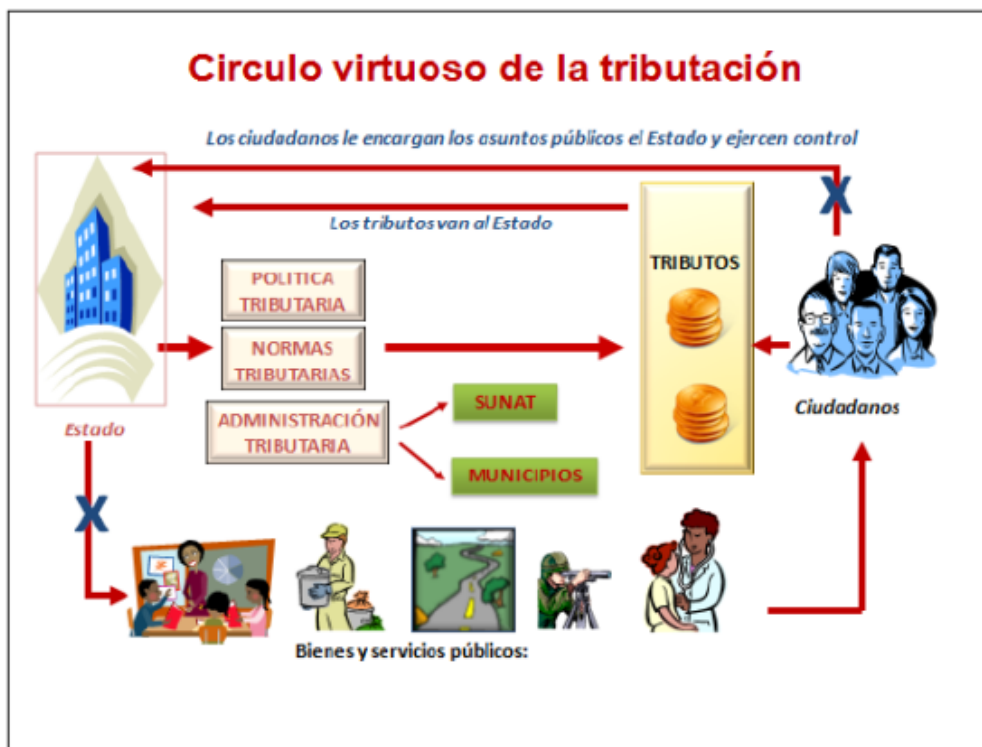 Circulo virtuoso de la tributación
Los ciudadanos le encargan los asuntos públicos el Estado y ejercen control
Los tributos van al Estado
TRIBUTOS
POLITICA
TRIBUTARIA
NORMAS
TRIBUTARIAS
ADMINISTRACIÓN
TRIBUTARIA
SUNAT
MUNICIPIOS
Estado
Ciudadanos
X
X
Bienes y servicios públicos: